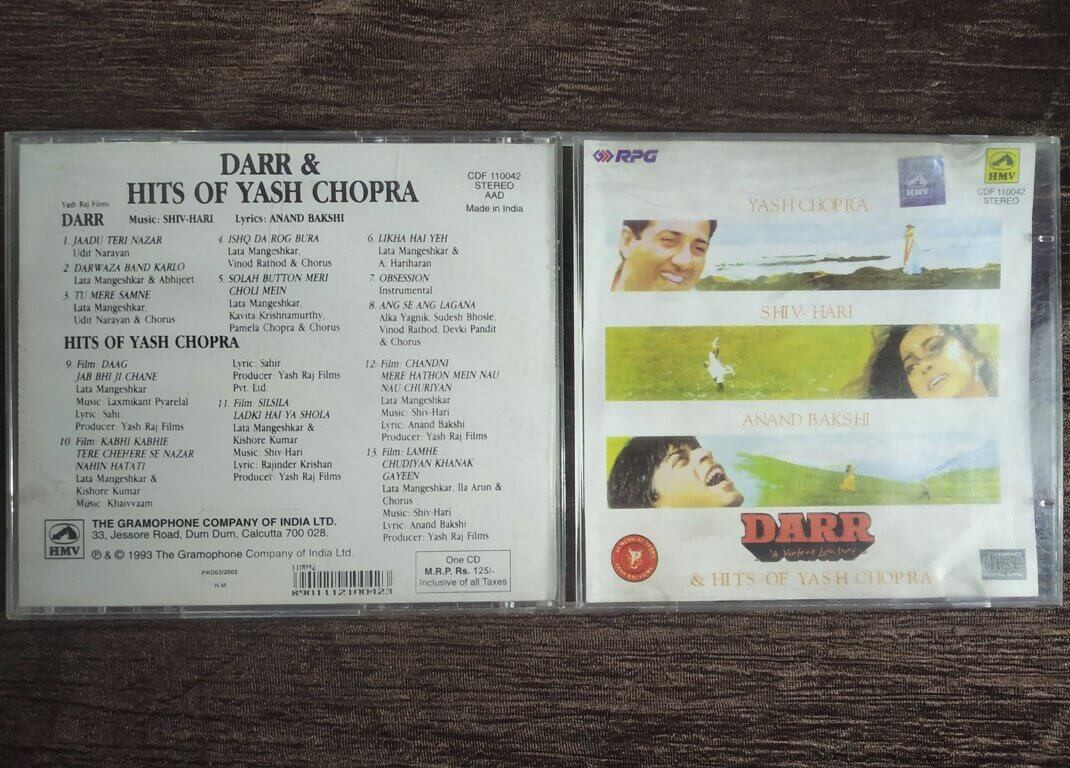 DARR &
HITS OF YASH CHOPRA
CDF 110042
STEREO
AAD
Made in India
Yash Raj Films
DARR Music: SHIV-HARI Lyrics: ANAND BAKSHI
1. JAADU TERI NAZAR
Udit Narayan
2. DARWAZA BAND KARLO
Lata Mangeshkar & Abhijeet
3. TU MERE SAMNE
Lata Mangeshkar,
Udit Narayan & Chorus
4. ISHQ DA ROG BURA
Lata Mangeshkar,
Vinod Rathod & Chorus
5. SOLAH BUTTON MERI
CHOLI MEIN
Lata Mangeshkar,
Kavita Krishnamurthy,
Pamela Chopra & Chorus
6. LIKHA HAI YEH
Lata Mangeshkar &
A. Hariharan
7. OBSESSION
Instrumental
8. ANG SE ANG LAGANA
Alka Yagnik, Sudesh Bhosle,
Vinod Rathod, Devki Pandit
& Chorus
HITS OF YASH CHOPRA
9. Film: DAAG
JAB BHI JI CHANE
Lata Mangeshkar
Music: Laxmikant Pyarelal
Lyric: Sahi
Producer: Yash Raj Films
10 Film: KABHI KABHIE
TERE CHEHERE SE NAZAR
NAHIN HATATI
Lata Mangeshkar &
Kishore Kumar
Music: Khaivvaam
Lyric: Sahir
Producer: Yash Raj Films
Pvt. Ltd.
11. Film: SILSILA
LADKI HAI YA SHOLA
Lata Mangeshkar &
Kishore Kumar
Music: Shiv-Hari
Lyric: Rajinder Krishan
Producer: Yash Raj Films
12: Film: CHANDNI
MERE HATHON MEIN NAU
NAU CHURIYAN
Lata Mangeshkar
Music: Shiv-Hari
Lyric: Anand Bakshi
Producer: Yash Raj Films
13. Film: LAMHE
CHUDIYAN KHANAK
GAYEEN
Lata Mangeshkar, Ila Arun &
Chorus
Music: Shiv-Hari
Lyric: Anand Bakshi
Producer: Yash Raj Films
HMV
THE GRAMOPHONE COMPANY OF INDIA LTD.
33, Jessore Road, Dum Dum, Calcutta 700 028.
℗ & © 1993 The Gramophone Company of India Ltd.
PKD03/2002
N.M.
110042
8901112100423
One CD
M.R.P. Rs. 125/-
Inclusive of all Taxes
RPG
HMV
HMV
CDF 110042
STEREO
YASH CHOPRA
SHIV-HARI
ANAND BAKSHI
DARR
A Violent Love Story
& HITS OF YASH CHOPRA
COMPACT
disc
DIGITAL AUDIO